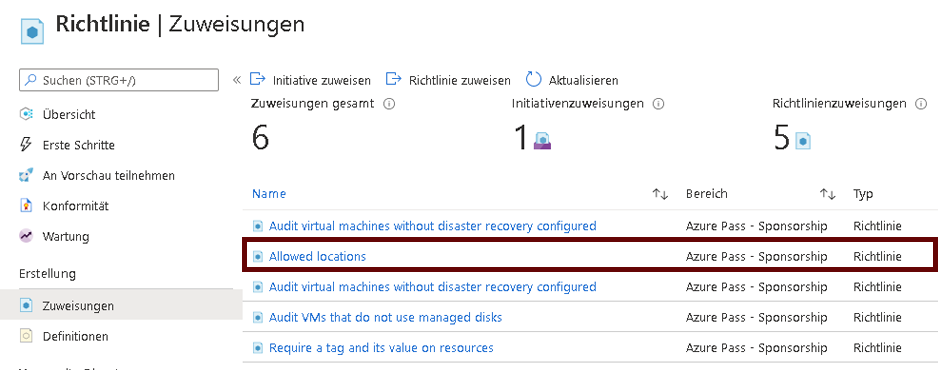 Richtlinie | Zuweisungen
Suchen (STRG+/)
« Initiative zuweisen Richtlinie zuweisen Aktualisieren
Übersicht
Erste Schritte
An Vorschau teilnehmen
Konformität
Wartung
Erstellung
Zuweisungen
Definitionen
Zuweisungen gesamt
6
Initiativenzuweisungen
1
Richtlinienzuweisungen
5
Name Bereich Typ
Audit virtual machines without disaster recovery configured Azure Pass - Sponsorship Richtlinie
Allowed locations Azure Pass - Sponsorship Richtlinie
Audit virtual machines without disaster recovery configured Azure Pass - Sponsorship Richtlinie
Audit VMs that do not use managed disks Azure Pass - Sponsorship Richtlinie
Require a tag and its value on resources Azure Pass - Sponsorship Richtlinie